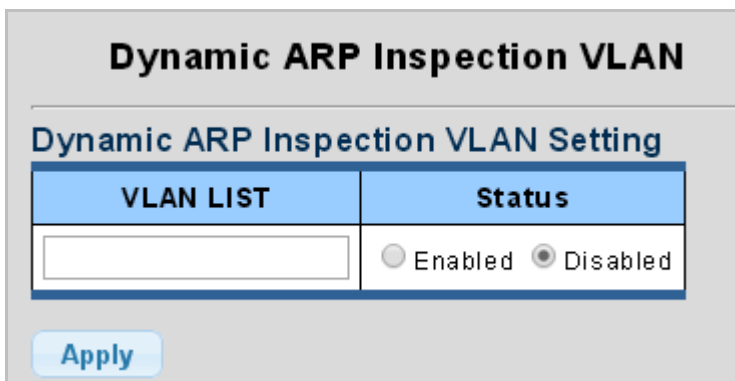 Dynamic ARP Inspection VLAN
Dynamic ARP Inspection VLAN Setting
VLAN LIST Status
Enabled Disabled
Apply